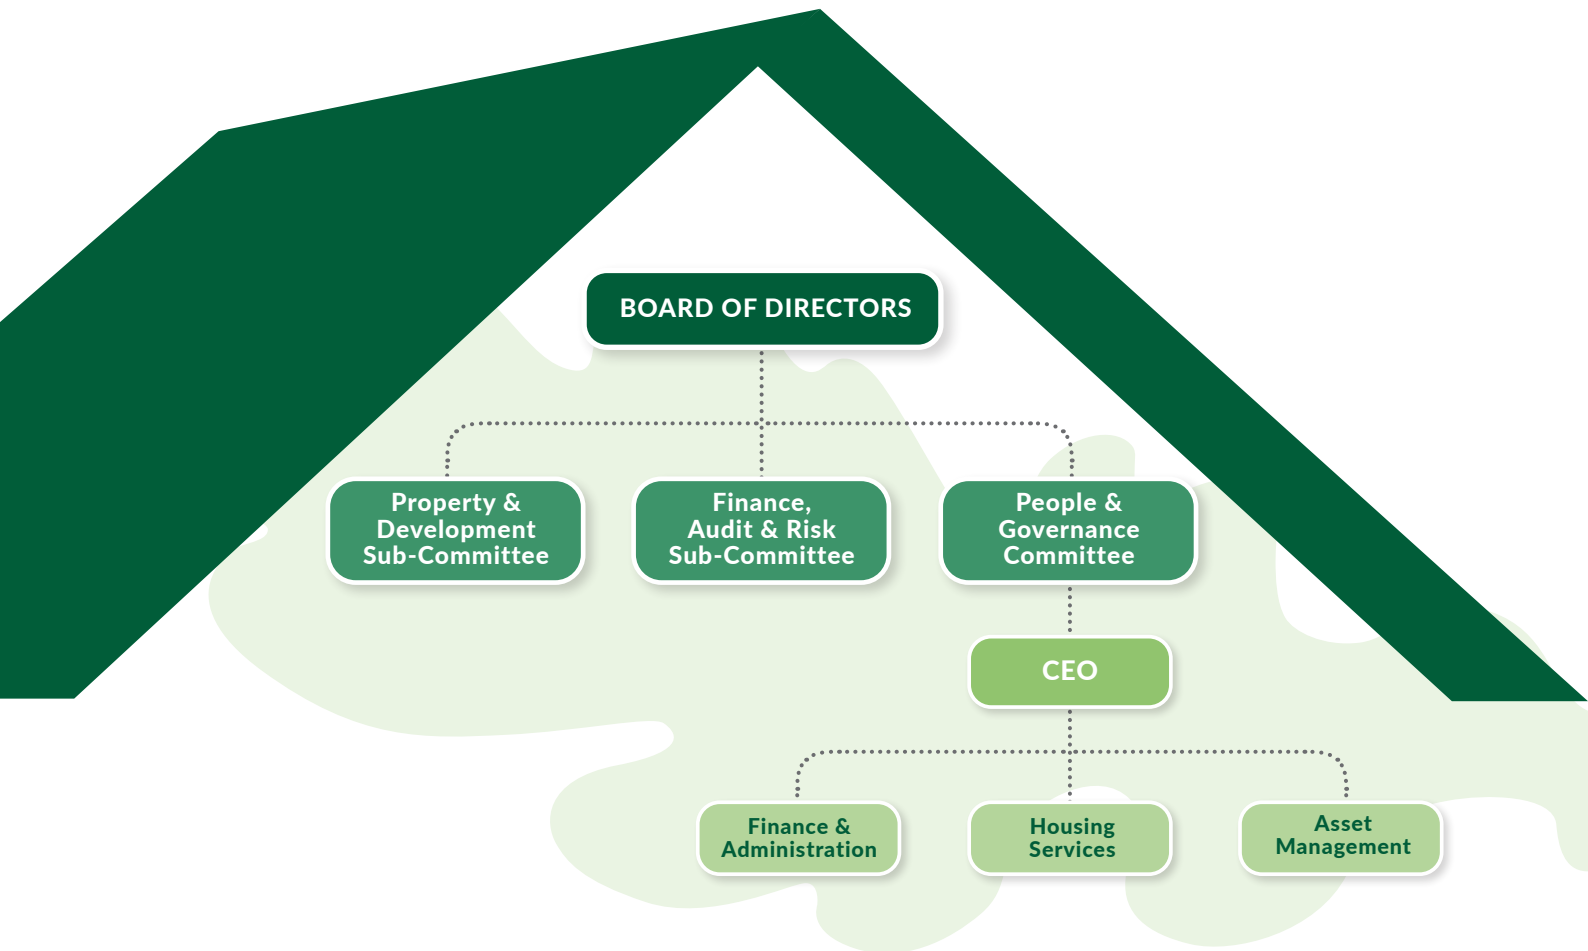 BOARD OF DIRECTORS
Property &
Development
Sub-Committee
Finance,
Audit & Risk
Sub-Committee
People &
Governance
Committee
CEO
Finance &
Administration
Housing
Services
Asset
Management